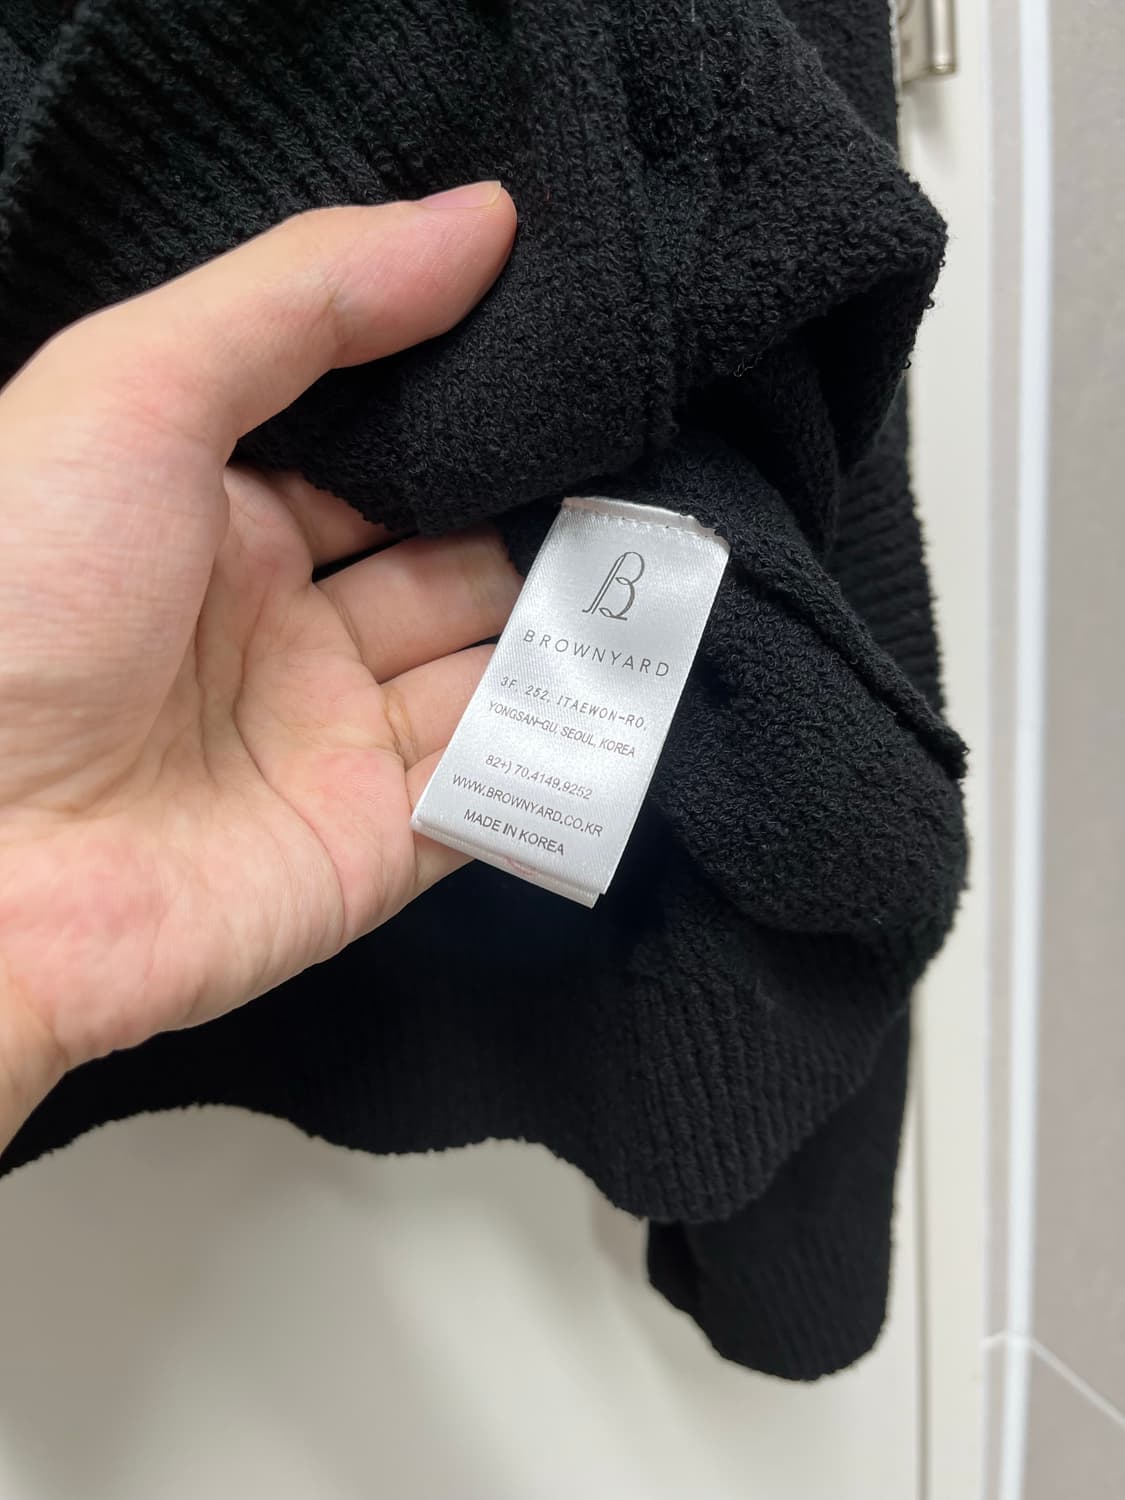 B
BROWNYARD
3F, 252, ITAEWON-RO,
YONGSAN-GU, SEOUL, KOREA
82+) 70.4149.9252
WWW.BROWNYARD.CO.KR
MADE IN KOREA